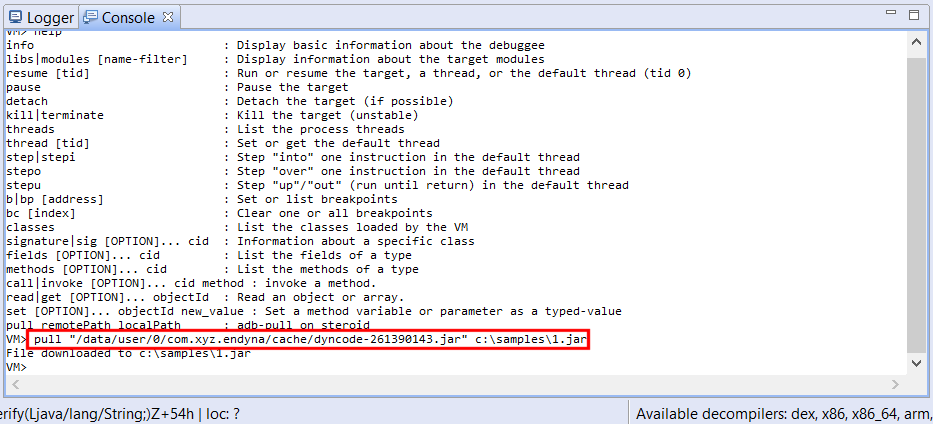 Logger Console
VM> help
info : Display basic information about the debuggee
libs|modules [name-filter] : Display information about the target modules
resume [tid] : Run or resume the target, a thread, or the default thread (tid 0)
pause : Pause the target
detach : Detach the target (if possible)
kill|terminate : Kill the target (unstable)
threads : List the process threads
thread [tid] : Set or get the default thread
step|stepi : Step "into" one instruction in the default thread
stepo : Step "over" one instruction in the default thread
stepu : Step "up"/"out" (run until return) in the default thread
b|bp [address] : Set or list breakpoints
bc [index] : Clear one or all breakpoints
classes : List the classes loaded by the VM
signature|sig [OPTION]... cid : Information about a specific class
fields [OPTION]... cid : List the fields of a type
methods [OPTION]... cid : List the methods of a type
call|invoke [OPTION]... cid method : invoke a method.
read|get [OPTION]... objectId : Read an object or array.
set [OPTION]... objectId new_value : Set a method variable or parameter as a typed-value
pull remotePath localPath : adb-pull on steroid
VM> pull "/data/user/0/com.xyz.endyna/cache/dyncode-261390143.jar" c:\samples\1.jar
File downloaded to c:\samples\1.jar
VM>
erify(Ljava/lang/String;)Z+54h | loc: ? Available decompilers: dex, x86, x86_64, arm,